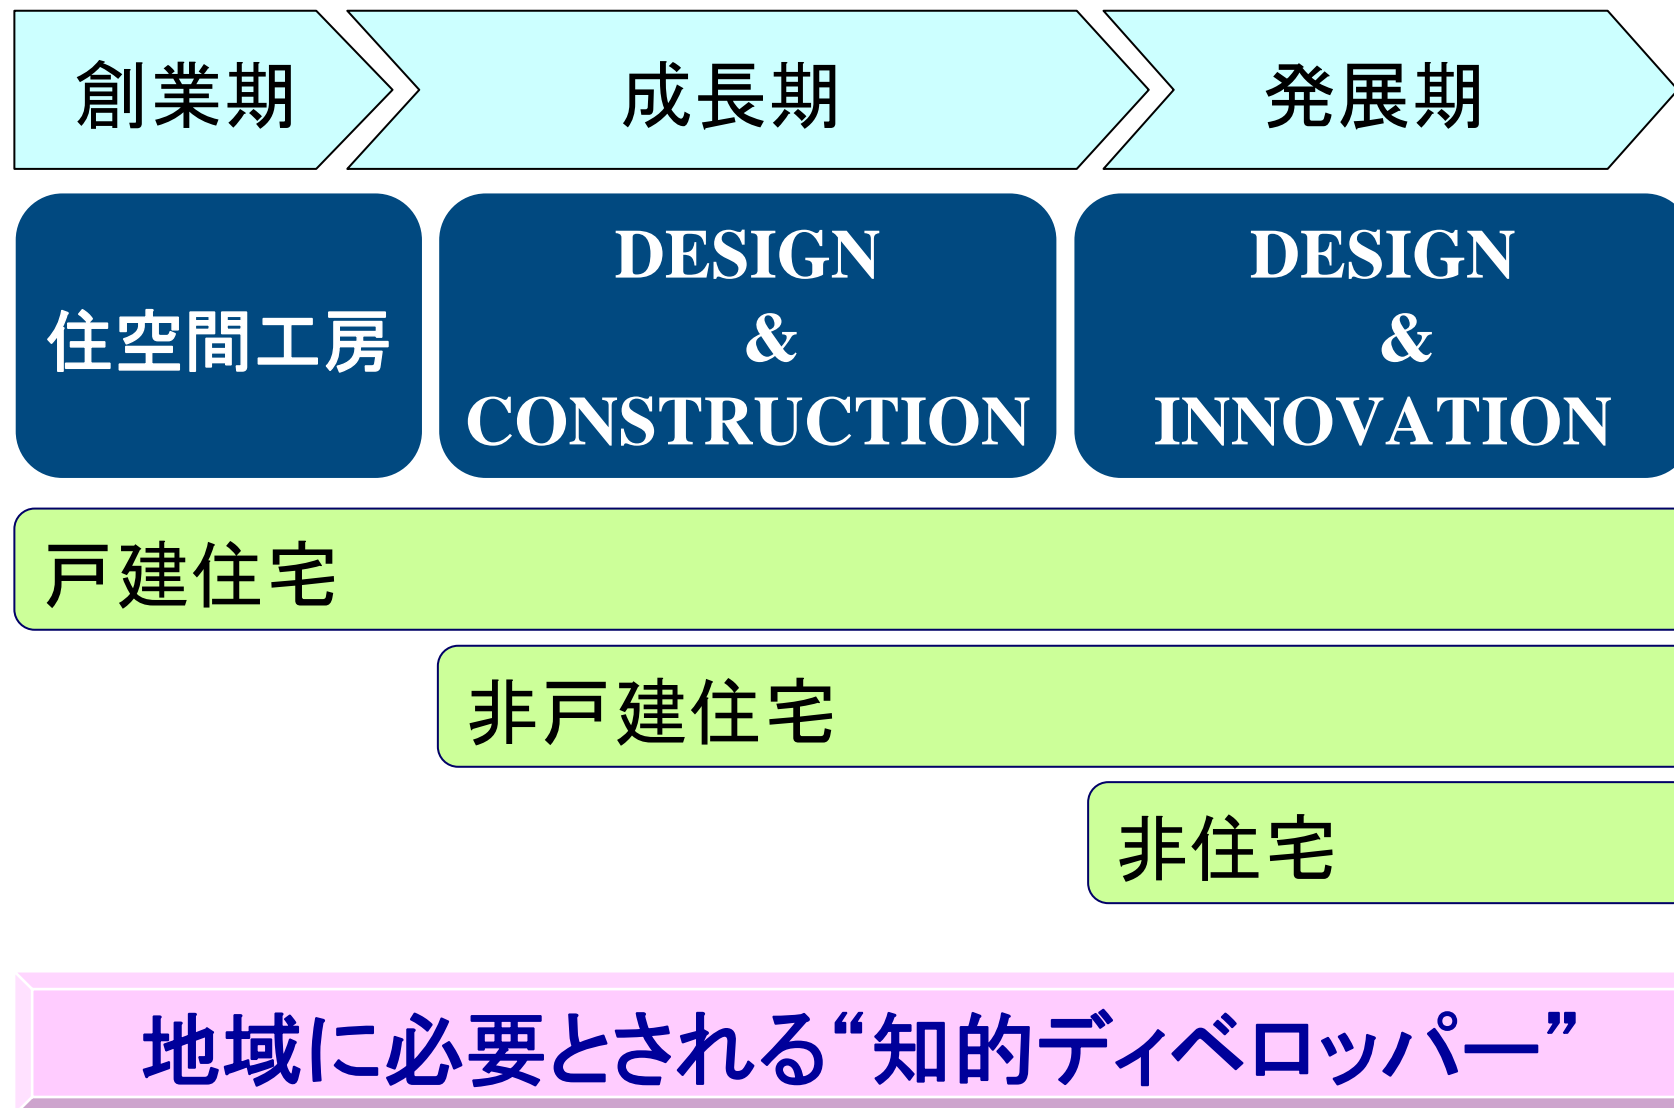 創業期
成長期
発展期
住空間工房
DESIGN
&
CONSTRUCTION
DESIGN
&
INNOVATION
戸建住宅
非戸建住宅
非住宅
地域に必要とされる“知的ディベロッパー”